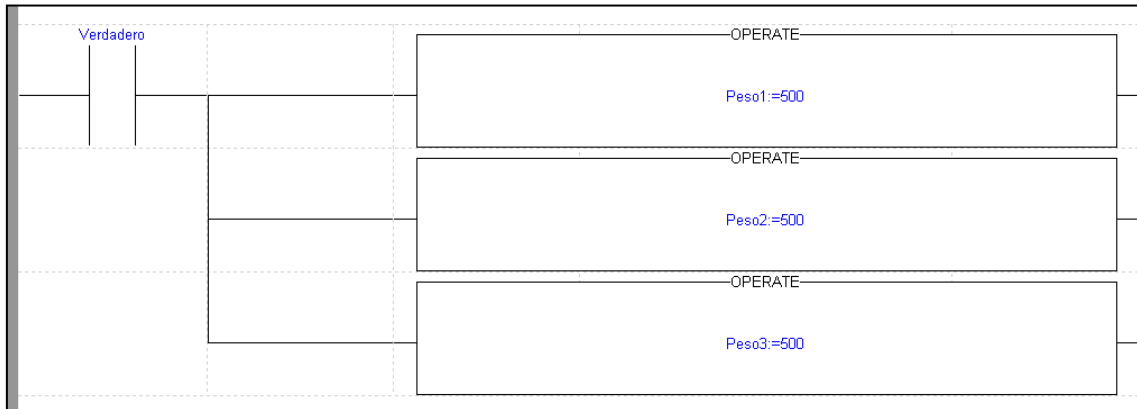 Verdadero
OPERATE
Peso1:=500
OPERATE
Peso2:=500
OPERATE
Peso3:=500